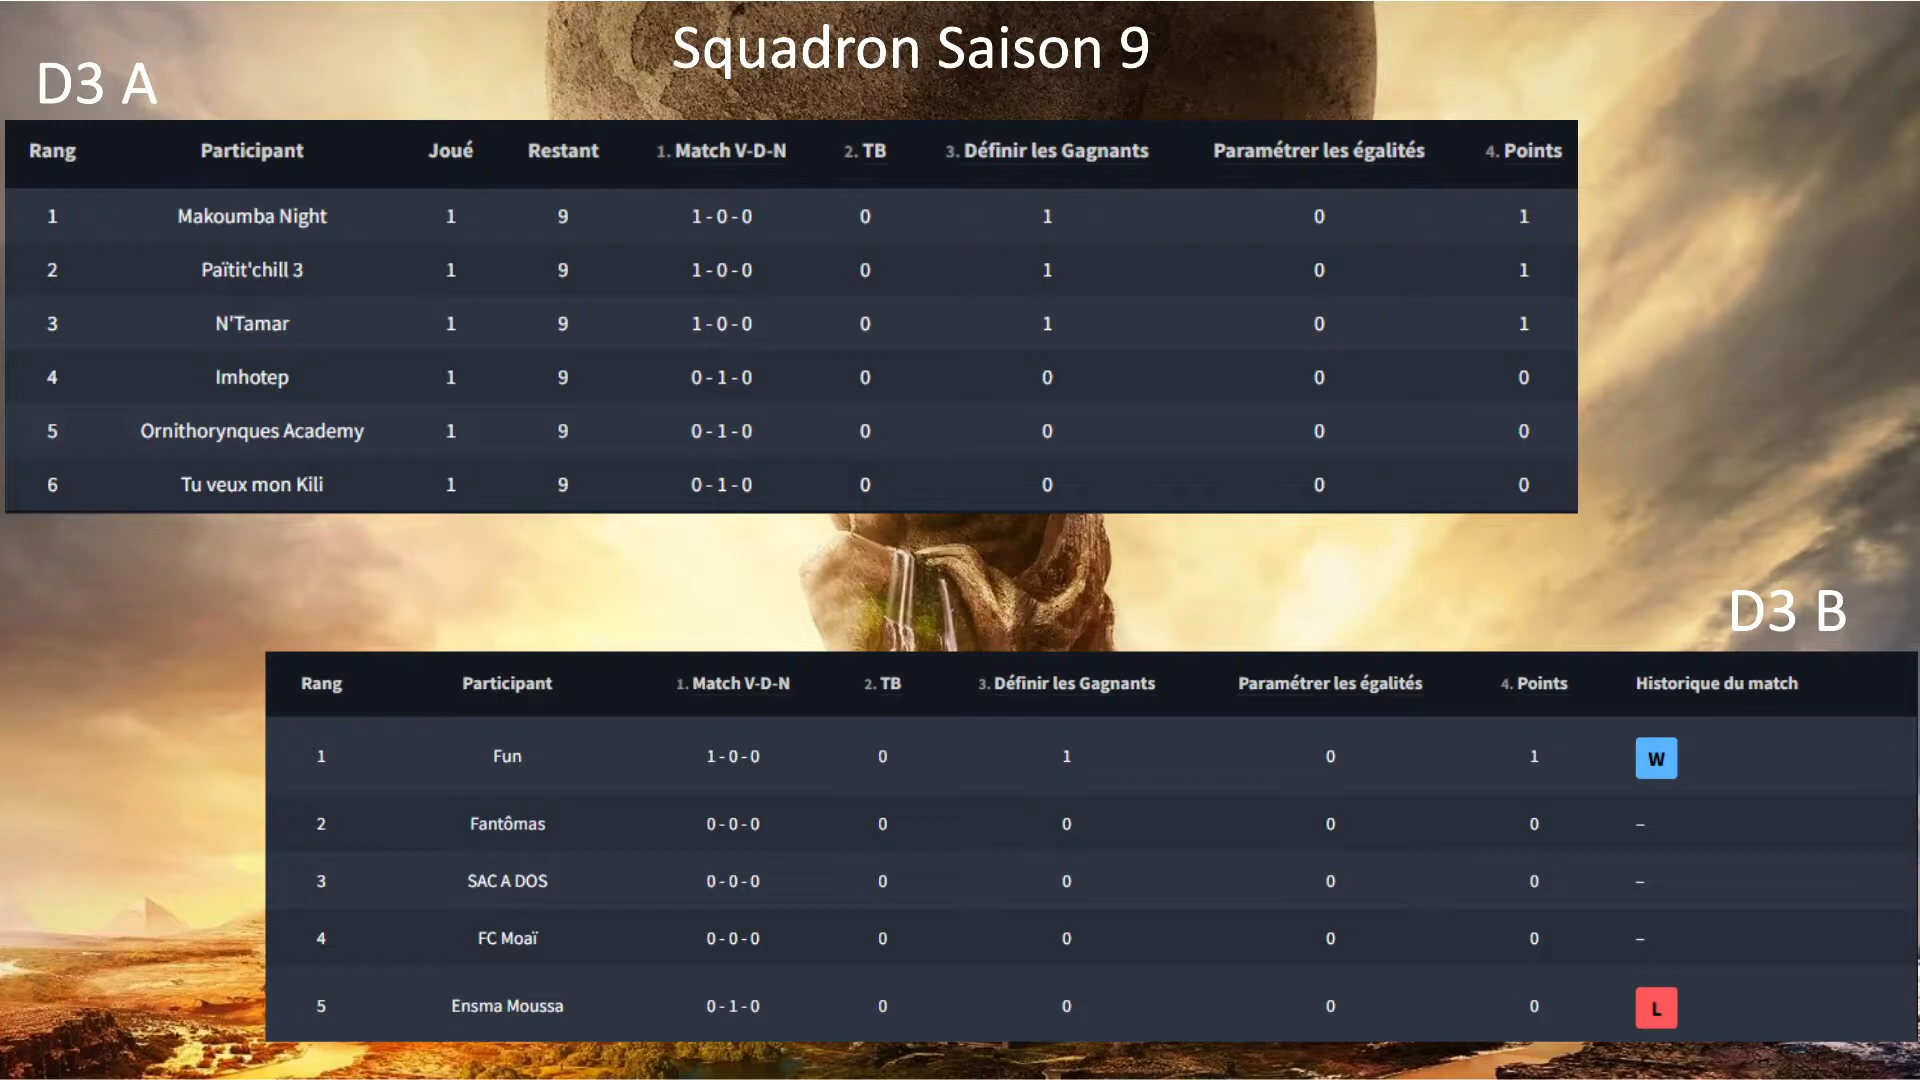 Squadron Saison 9
D3 A
Rang Participant Joué Restant 1. Match V-D-N 2. TB 3. Définir les Gagnants Paramétrer les égalités 4. Points
1 Makoumba Night 1 9 1 - 0 - 0 0 1 0 1
2 Païtit'chill 3 1 9 1 - 0 - 0 0 1 0 1
3 N'Tamar 1 9 1 - 0 - 0 0 1 0 1
4 Imhotep 1 9 0 - 1 - 0 0 0 0 0
5 Ornithorynques Academy 1 9 0 - 1 - 0 0 0 0 0
6 Tu veux mon Kili 1 9 0 - 1 - 0 0 0 0 0
D3 B
Rang Participant 1. Match V-D-N 2. TB 3. Définir les Gagnants Paramétrer les égalités 4. Points Historique du match
1 Fun 1 - 0 - 0 0 1 0 1 W
2 Fantômas 0 - 0 - 0 0 0 0 0 –
3 SAC A DOS 0 - 0 - 0 0 0 0 0 –
4 FC Moaï 0 - 0 - 0 0 0 0 0 –
5 Ensma Moussa 0 - 1 - 0 0 0 0 0 L